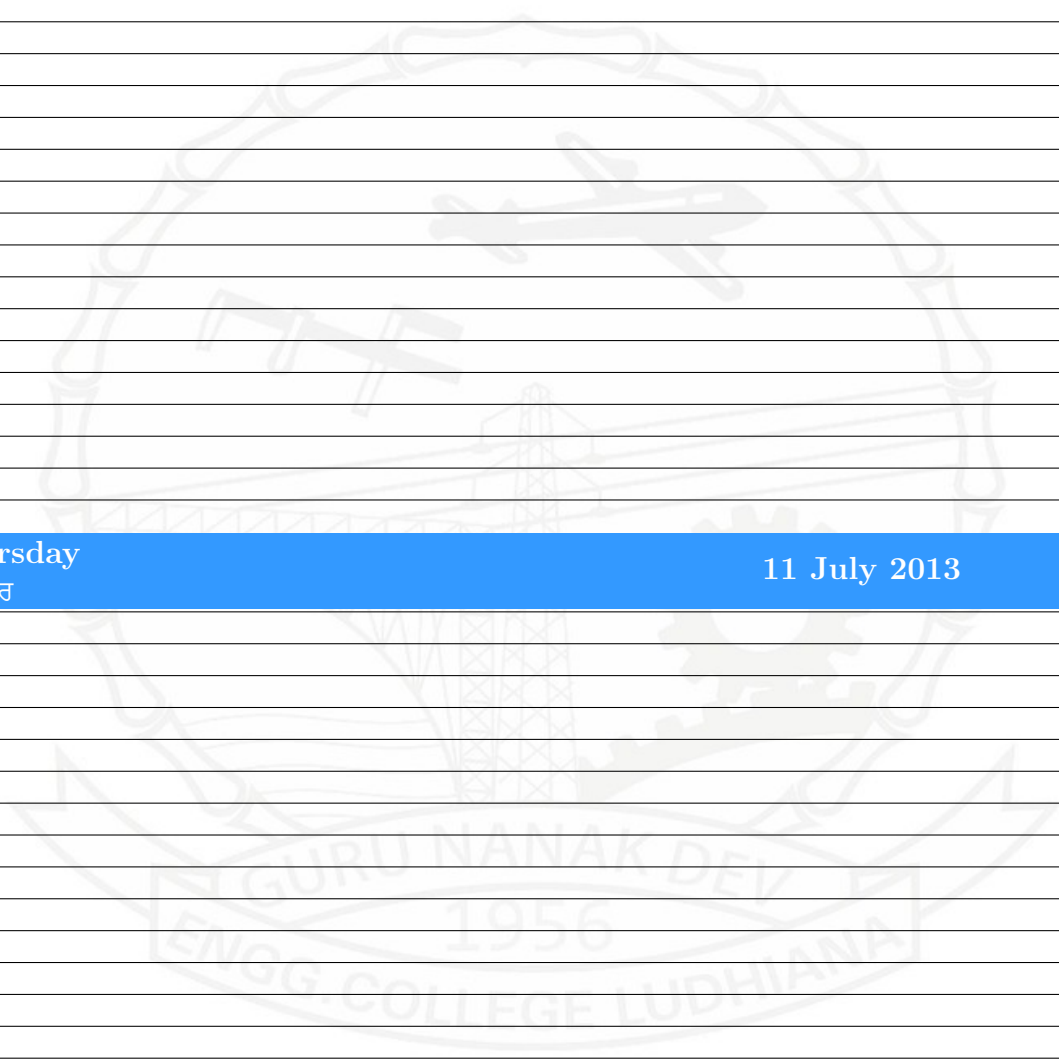 rsday
ਰ
11 July 2013
GURU NANAK DEV
1956
ENGG.COLLEGE LUDHIANA